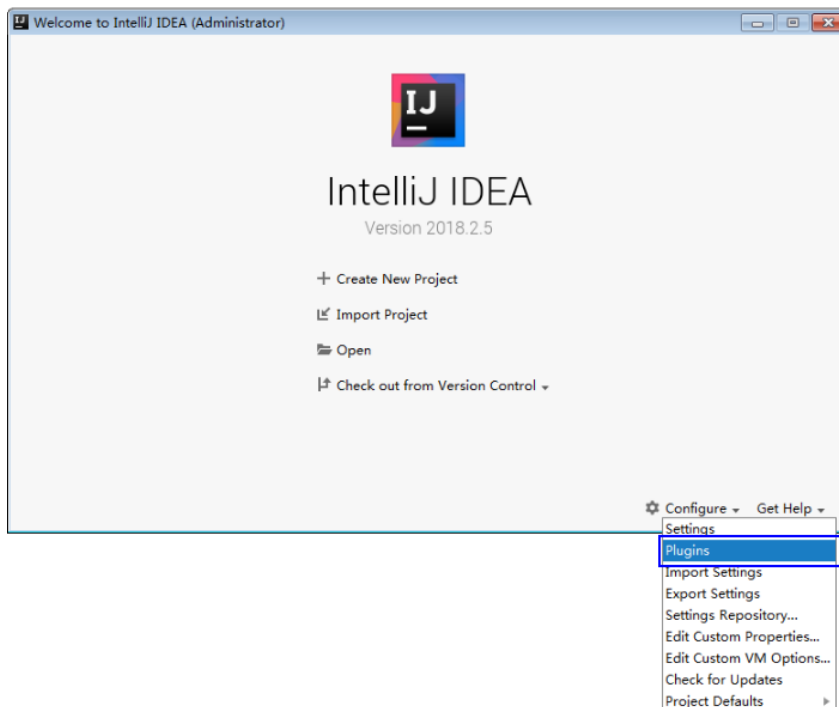 Welcome to IntelliJ IDEA (Administrator)
IJ
IntelliJ IDEA
Version 2018.2.5
Create New Project
Import Project
Open
Check out from Version Control
Configure Get Help
Settings
Plugins
Import Settings
Export Settings
Settings Repository...
Edit Custom Properties...
Edit Custom VM Options...
Check for Updates
Project Defaults